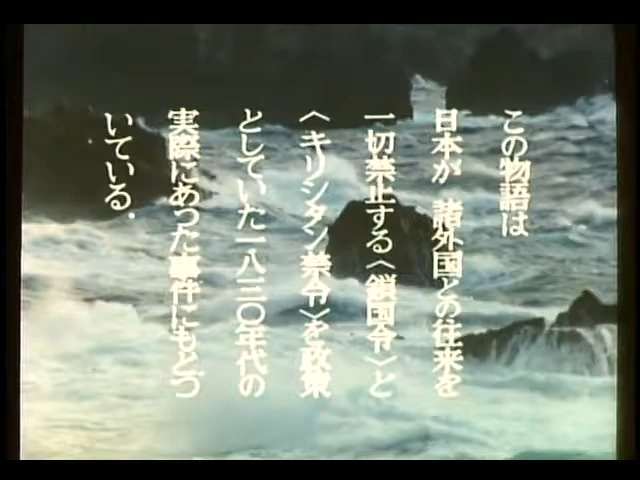 この物語は
日本が 諸外国との往来を
一切禁止する〈鎖国令〉と
〈キリシタン禁令〉を政策
としていた一八三〇年代の
実際にあった事件にもとづ
いている．